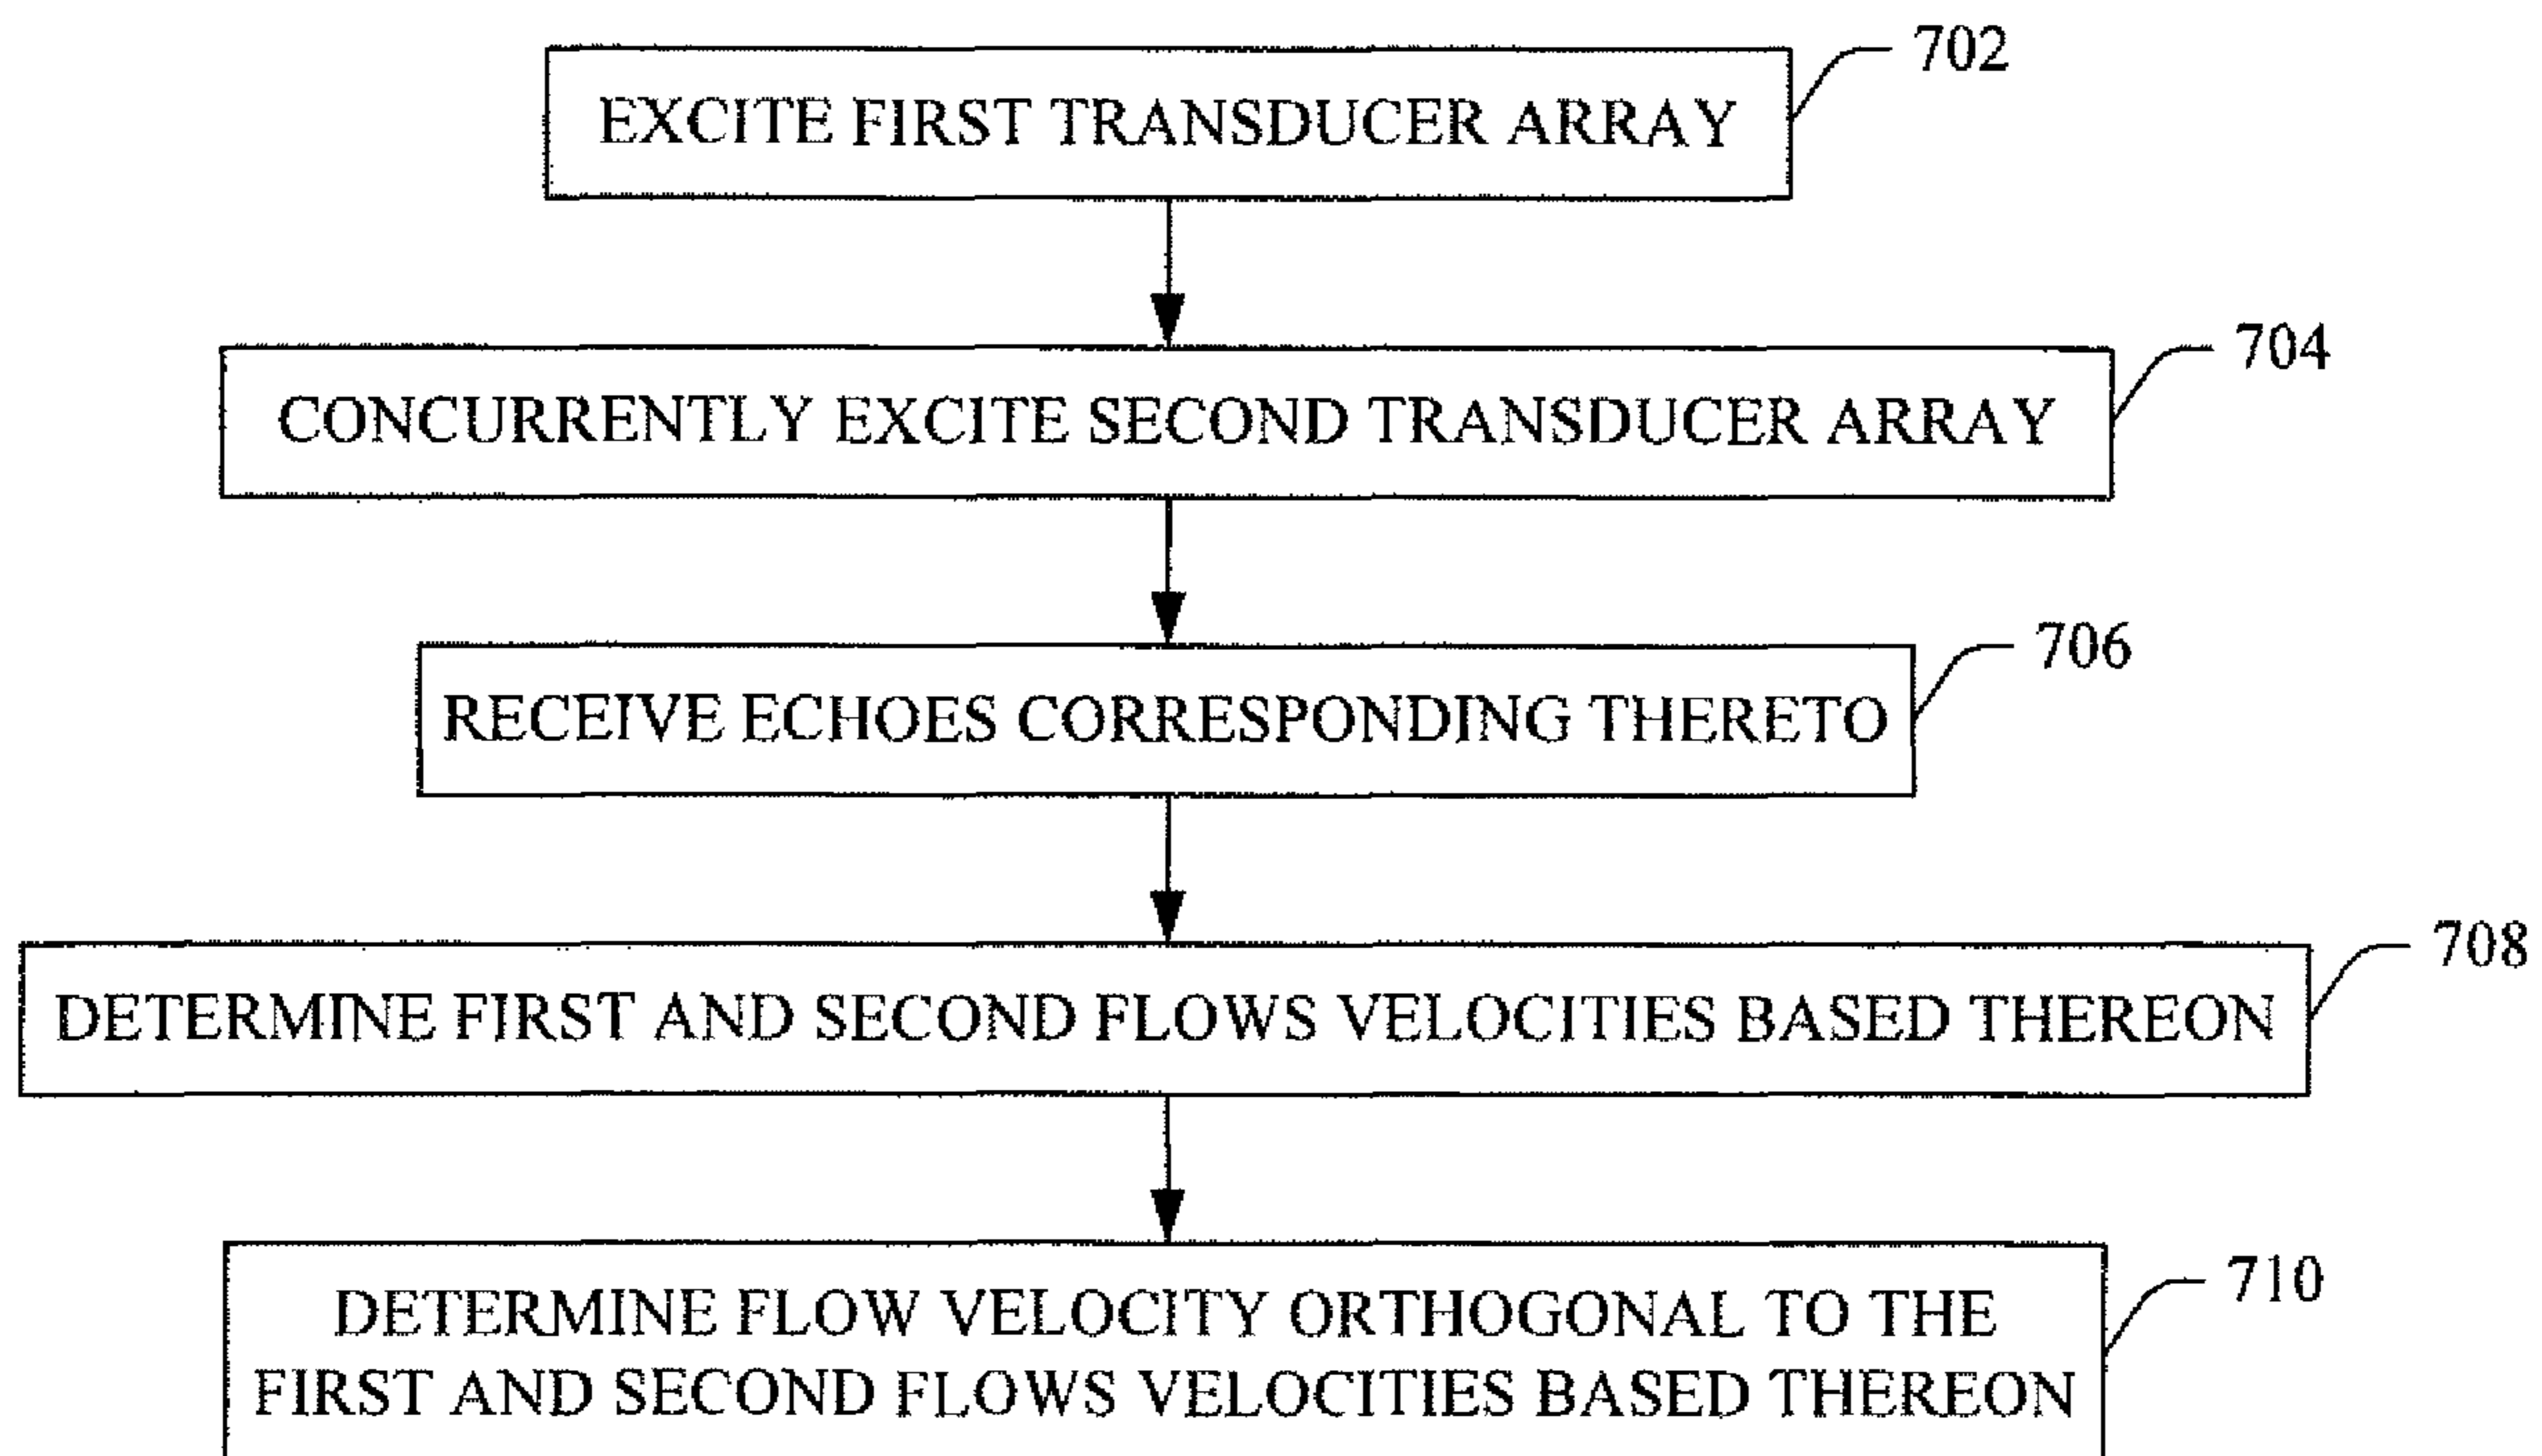 702
EXCITE FIRST TRANSDUCER ARRAY
704
CONCURRENTLY EXCITE SECOND TRANSDUCER ARRAY
706
RECEIVE ECHOES CORRESPONDING THERETO
708
DETERMINE FIRST AND SECOND FLOWS VELOCITIES BASED THEREON
710
DETERMINE FLOW VELOCITY ORTHOGONAL TO THE
FIRST AND SECOND FLOWS VELOCITIES BASED THEREON